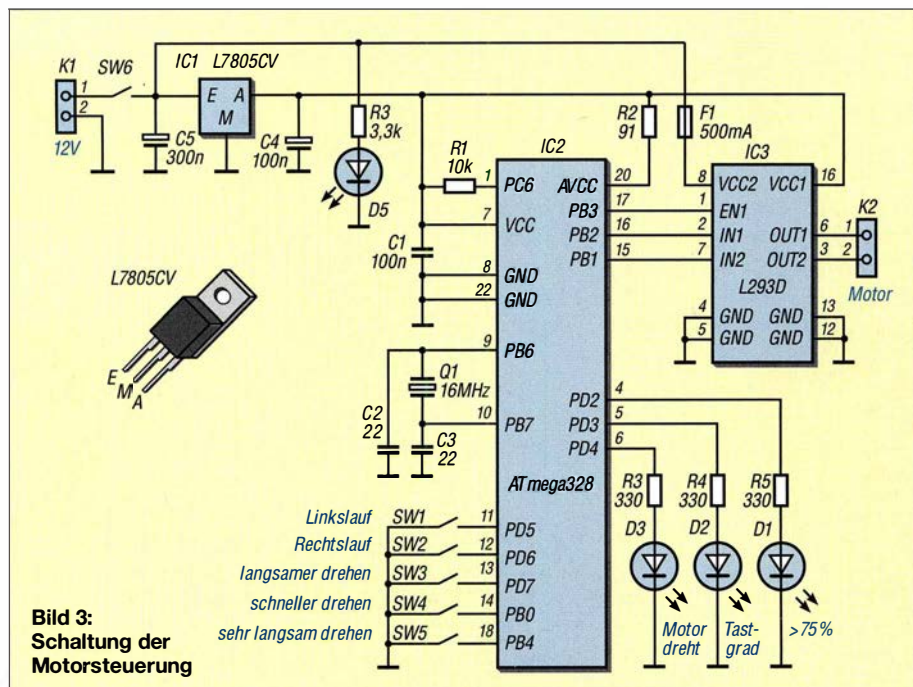 K1
1
2
12V
SW6
IC1 L7805CV
E A
M
C5
300n
C4
100n
R3
3,3k
D5
R1
10k
C1
100n
R2
91
F1
500mA
IC2
1 PC6
7 VCC
8 GND
22 GND
9 PB6
10 PB7
AVCC 20
PB3 17
PB2 16
PB1 15
PD2 4
PD3 5
PD4 6
ATmega328
IC3
8 VCC2 VCC1 16
1 EN1
2 IN1 OUT1 6
7 IN2 OUT2 3
L293D
4 GND GND 13
5 GND GND 12
K2
1
2
Motor
L7805CV
E
M
A
Q1
16MHz
C2
22
C3
22
Linkslauf SW1 11 PD5
Rechtslauf SW2 12 PD6
langsamer drehen SW3 13 PD7
schneller drehen SW4 14 PB0
sehr langsam drehen SW5 18 PB4
R3
330
R4
330
R5
330
D3
D2
D1
Motor
dreht
Tast-
grad
>75%
Bild 3:
Schaltung der
Motorsteuerung